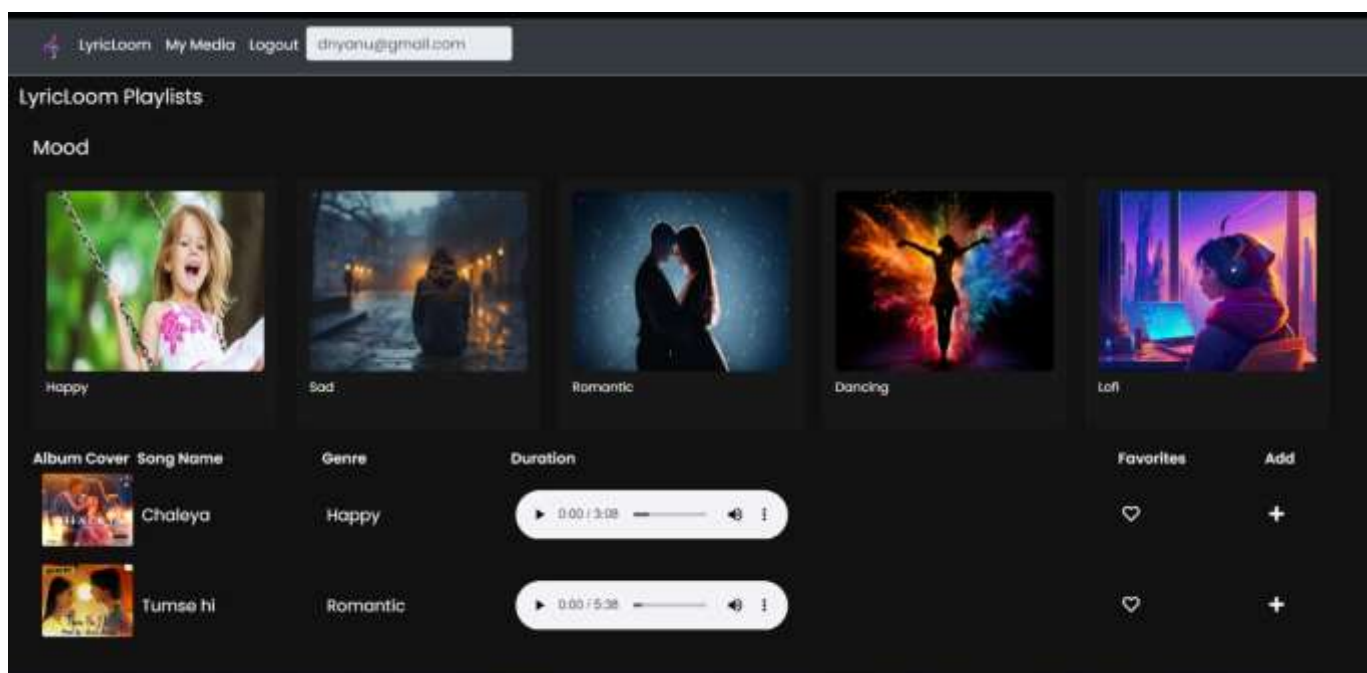 LyricLoom My Media Logout dnyanu@gmail.com
LyricLoom Playlists
Mood
Happy Sad Romantic Dancing Lofi
Album Cover Song Name Genre Duration Favorites Add
Chaleya Happy 0:00 / 3:08
Tumse hi Romantic 0:00 / 5:38